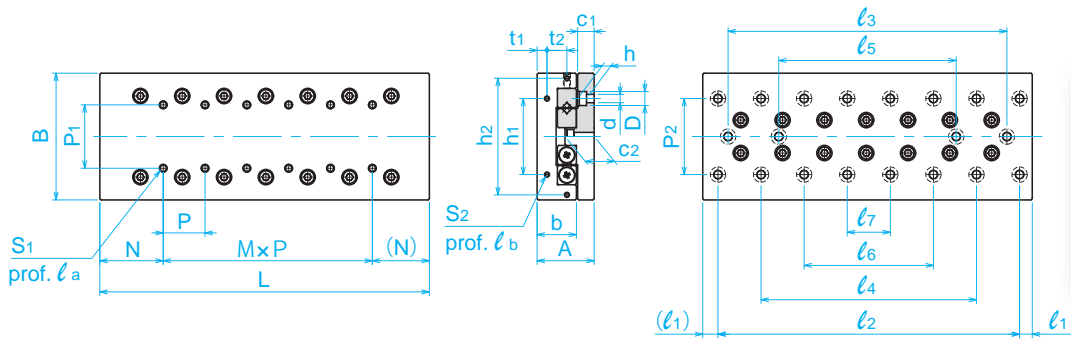 B
P1
S1
prof. ℓa
P
N
M×P
(N)
L
t1
t2
c1
h
h2
h1
d
D
c2
S2
prof. ℓb
b
A
ℓ3
ℓ5
P2
ℓ7
ℓ6
ℓ4
(ℓ1)
ℓ2
ℓ1